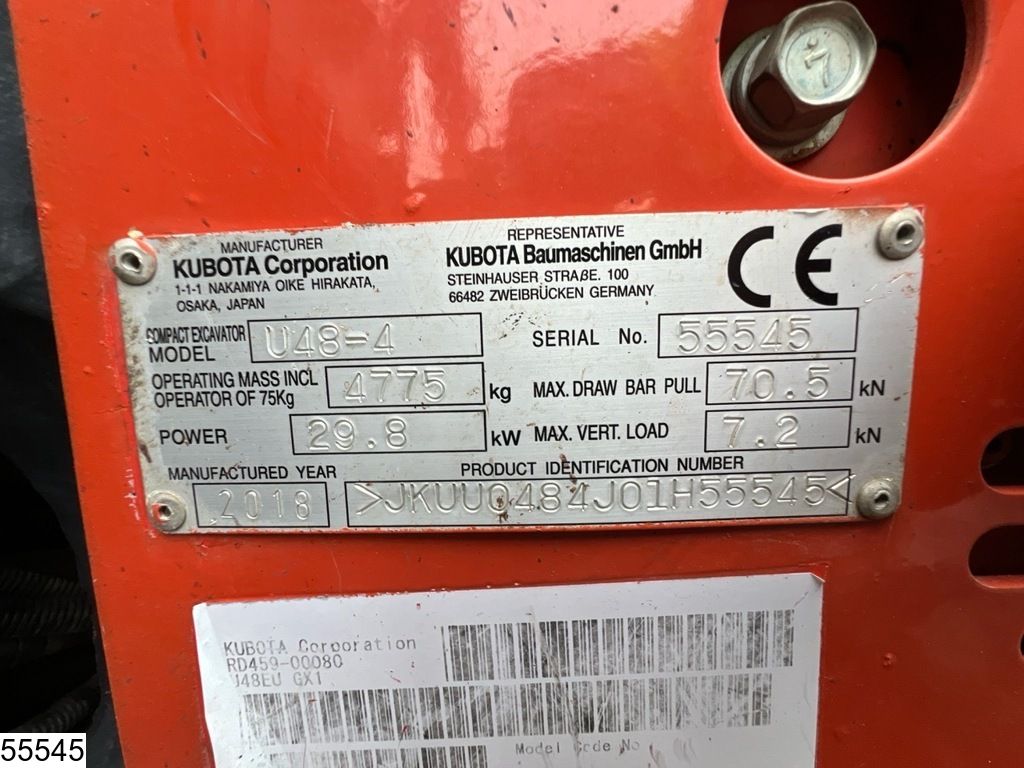 7
MANUFACTURER
KUBOTA Corporation
1-1-1 NAKAMIYA OIKE HIRAKATA,
OSAKA, JAPAN
REPRESENTATIVE
KUBOTA Baumaschinen GmbH
STEINHAUSER STRAßE. 100
66482 ZWEIBRÜCKEN GERMANY
CE
COMPACT EXCAVATOR
MODEL U48-4
SERIAL No. 55545
OPERATING MASS INCL
OPERATOR OF 75Kg 4775 kg
MAX. DRAW BAR PULL 70.5 kN
POWER 29.8 kW
MAX. VERT. LOAD 7.2 kN
MANUFACTURED YEAR
2018
PRODUCT IDENTIFICATION NUMBER
>JKUU0484J01H55545<
KUBOTA Corporation
RD459-00080
U48EU GX1
Model Code No
55545